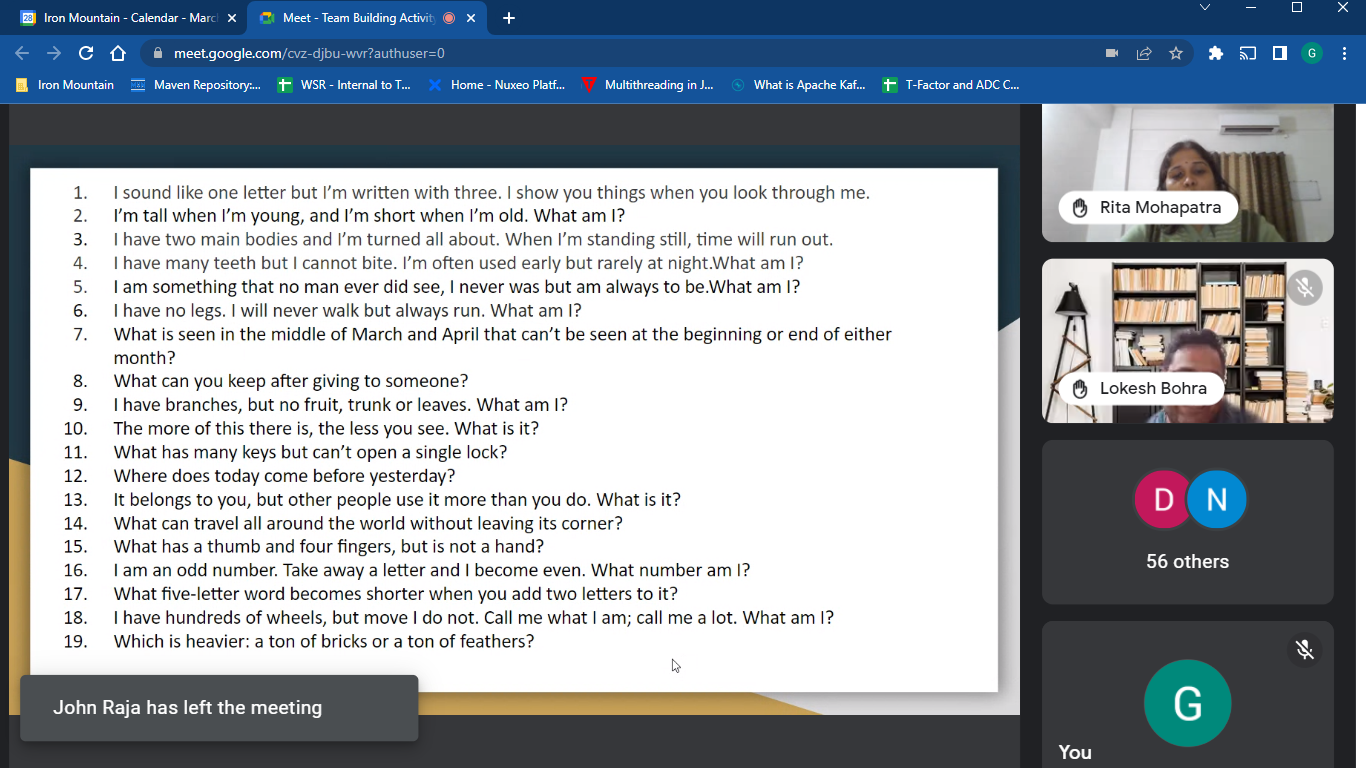 28 Iron Mountain - Calendar - Marc
Meet - Team Building Activity
meet.google.com/cvz-djbu-wvr?authuser=0
G
Iron Mountain
Maven Repository:...
WSR - Internal to T...
Home - Nuxeo Platf...
Multithreading in J...
What is Apache Kaf...
T-Factor and ADC C...
1. I sound like one letter but I’m written with three. I show you things when you look through me.
2. I’m tall when I’m young, and I’m short when I’m old. What am I?
3. I have two main bodies and I’m turned all about. When I’m standing still, time will run out.
4. I have many teeth but I cannot bite. I’m often used early but rarely at night.What am I?
5. I am something that no man ever did see, I never was but am always to be.What am I?
6. I have no legs. I will never walk but always run. What am I?
7. What is seen in the middle of March and April that can’t be seen at the beginning or end of either
month?
8. What can you keep after giving to someone?
9. I have branches, but no fruit, trunk or leaves. What am I?
10. The more of this there is, the less you see. What is it?
11. What has many keys but can’t open a single lock?
12. Where does today come before yesterday?
13. It belongs to you, but other people use it more than you do. What is it?
14. What can travel all around the world without leaving its corner?
15. What has a thumb and four fingers, but is not a hand?
16. I am an odd number. Take away a letter and I become even. What number am I?
17. What five-letter word becomes shorter when you add two letters to it?
18. I have hundreds of wheels, but move I do not. Call me what I am; call me a lot. What am I?
19. Which is heavier: a ton of bricks or a ton of feathers?
John Raja has left the meeting
Rita Mohapatra
Lokesh Bohra
D N
56 others
G
You